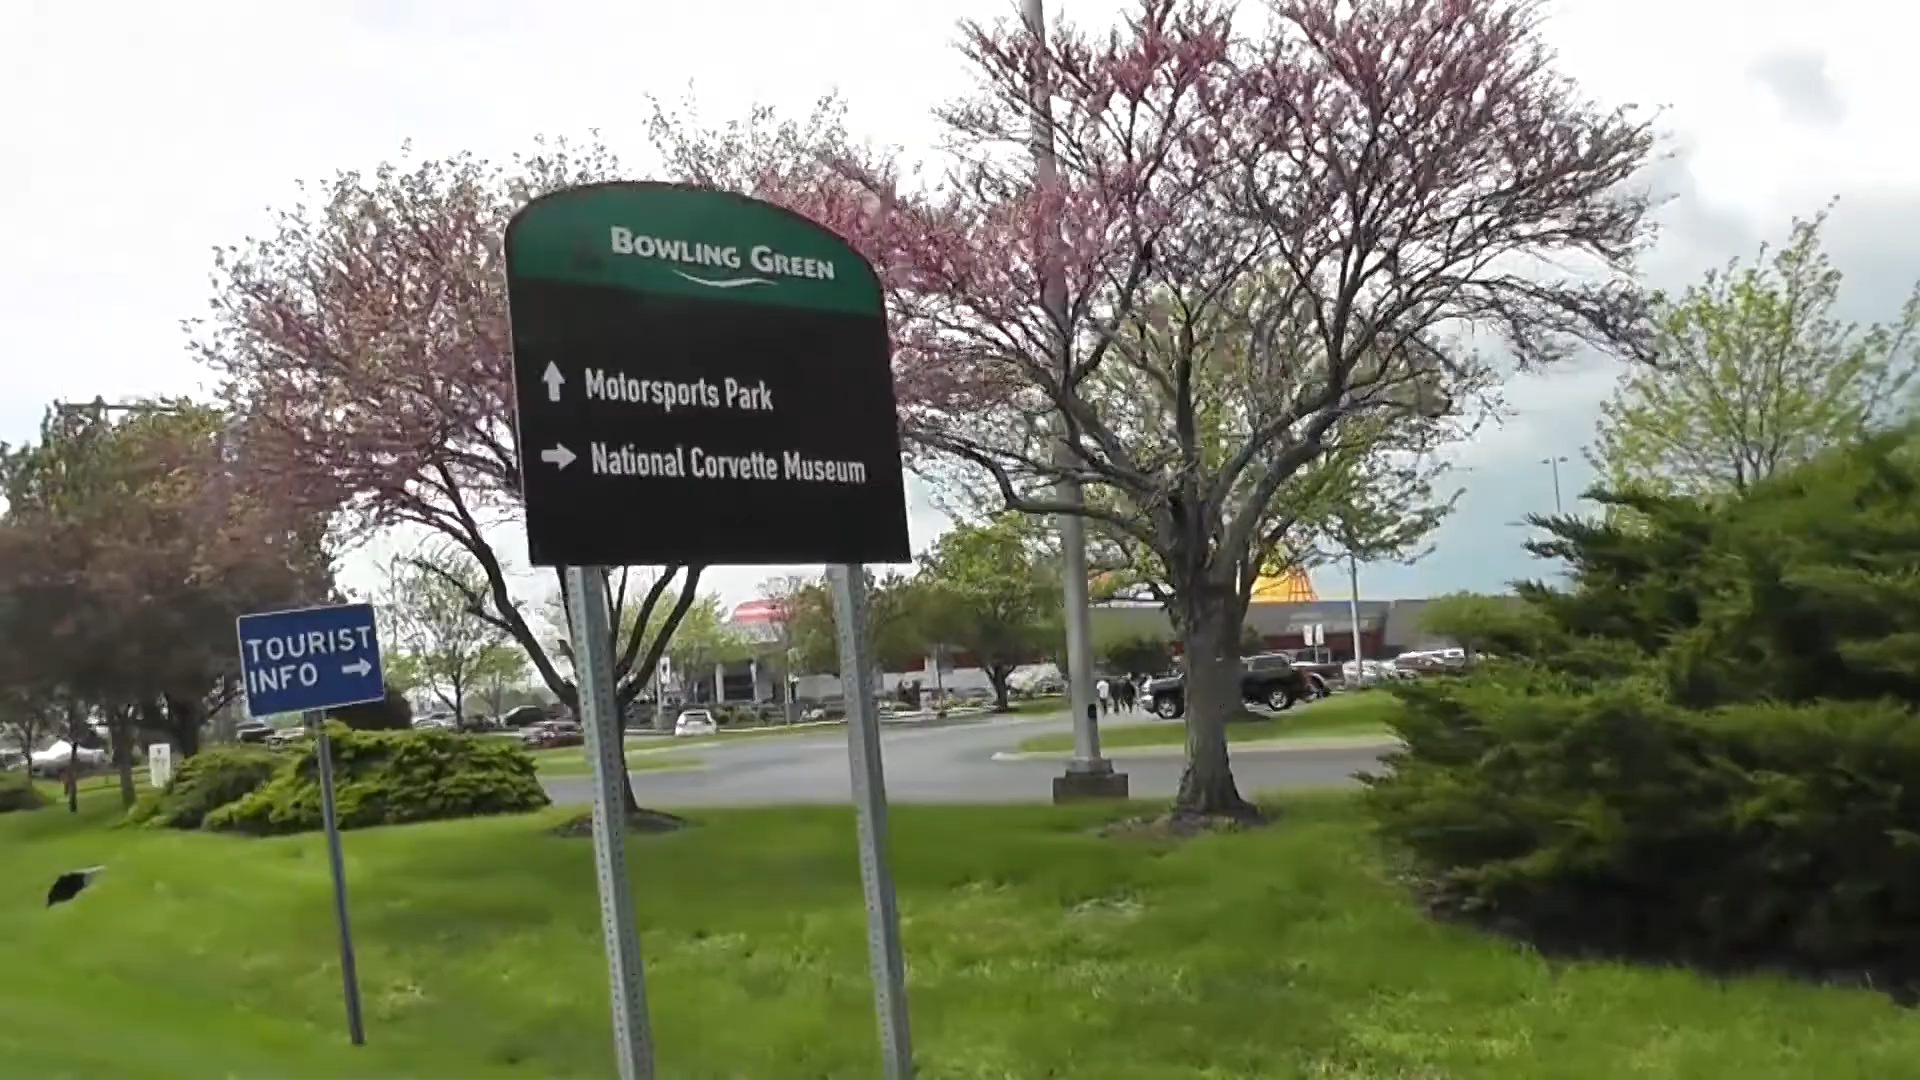 BOWLING GREEN
↑ Motorsports Park
→ National Corvette Museum
TOURIST
INFO →